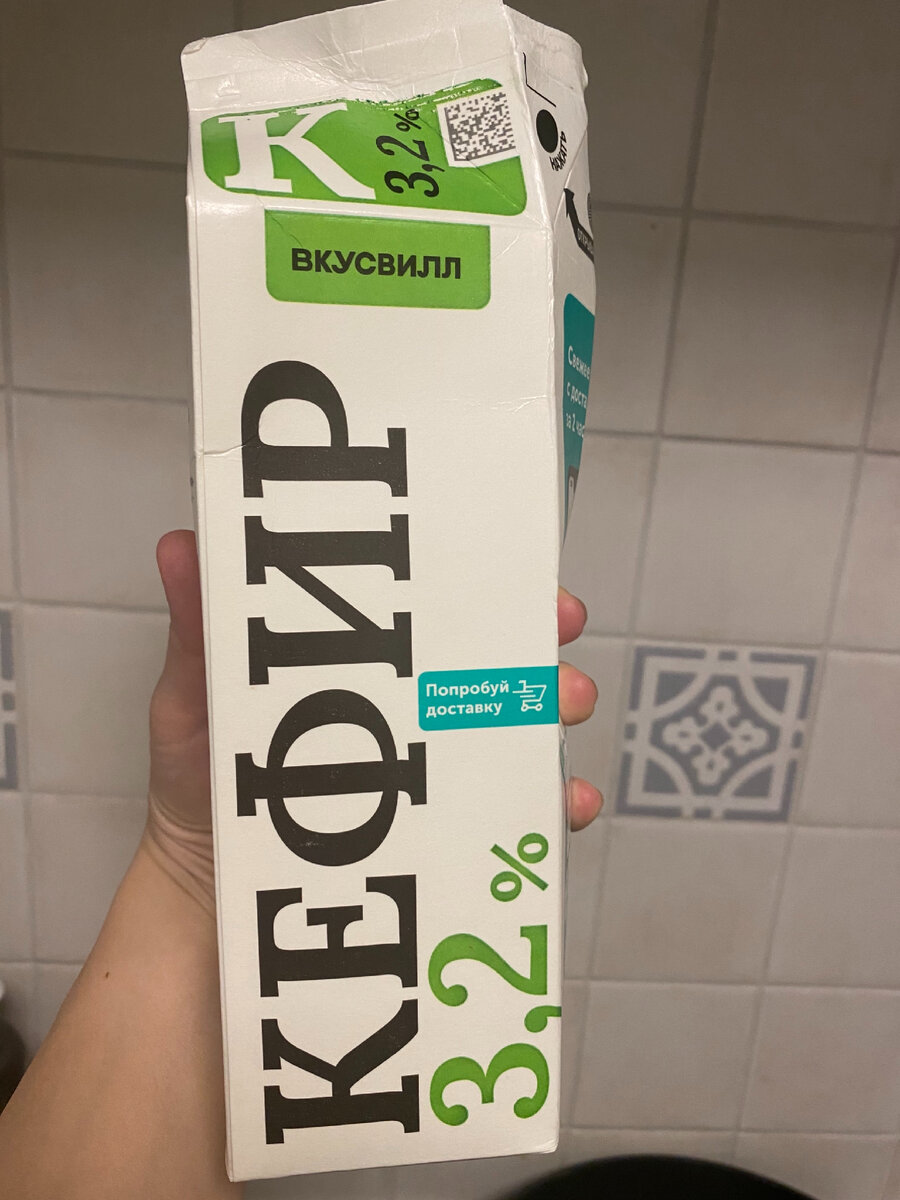 К
3,2 %
ВКУСВИЛЛ
КЕФИР
3,2 %
Попробуй
доставку